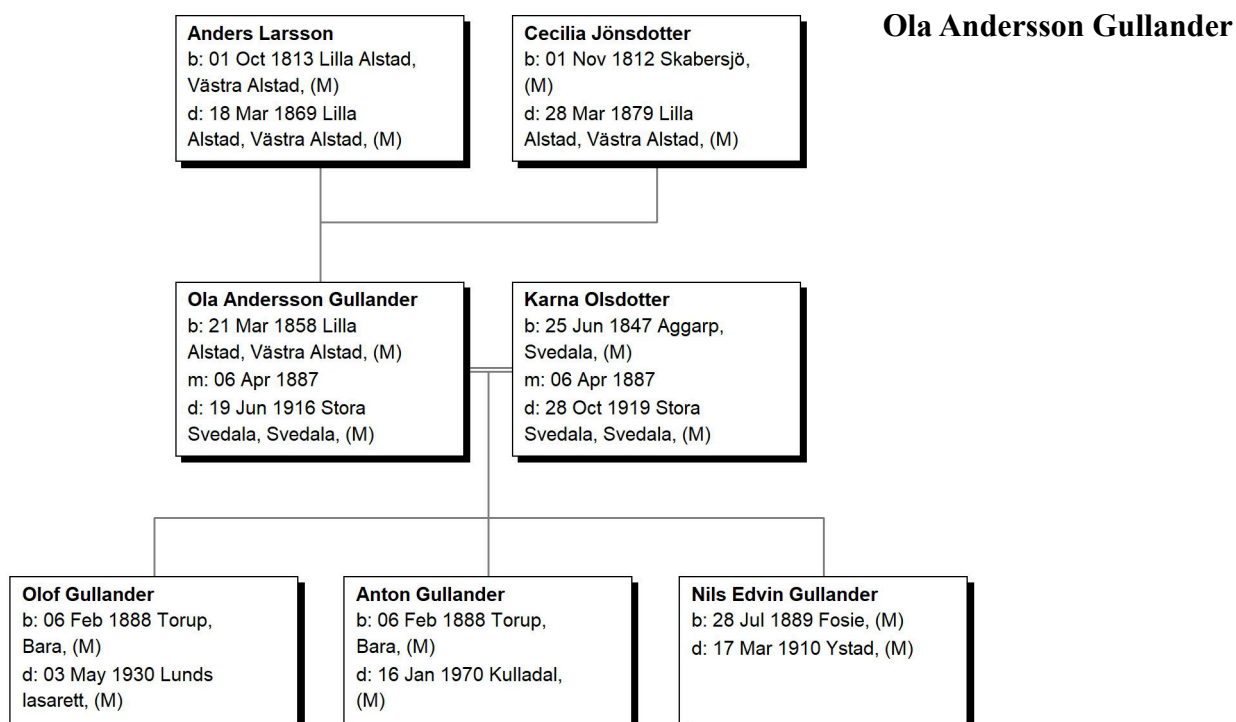 Ola Andersson Gullander
Anders Larsson
b: 01 Oct 1813 Lilla Alstad,
Västra Alstad, (M)
d: 18 Mar 1869 Lilla
Alstad, Västra Alstad, (M)
Cecilia Jönsdotter
b: 01 Nov 1812 Skabersjö,
(M)
d: 28 Mar 1879 Lilla
Alstad, Västra Alstad, (M)
Ola Andersson Gullander
b: 21 Mar 1858 Lilla
Alstad, Västra Alstad, (M)
m: 06 Apr 1887
d: 19 Jun 1916 Stora
Svedala, Svedala, (M)
Karna Olsdotter
b: 25 Jun 1847 Aggarp,
Svedala, (M)
m: 06 Apr 1887
d: 28 Oct 1919 Stora
Svedala, Svedala, (M)
Olof Gullander
b: 06 Feb 1888 Torup,
Bara, (M)
d: 03 May 1930 Lunds
lasarett, (M)
Anton Gullander
b: 06 Feb 1888 Torup,
Bara, (M)
d: 16 Jan 1970 Kulladal,
(M)
Nils Edvin Gullander
b: 28 Jul 1889 Fosie, (M)
d: 17 Mar 1910 Ystad, (M)